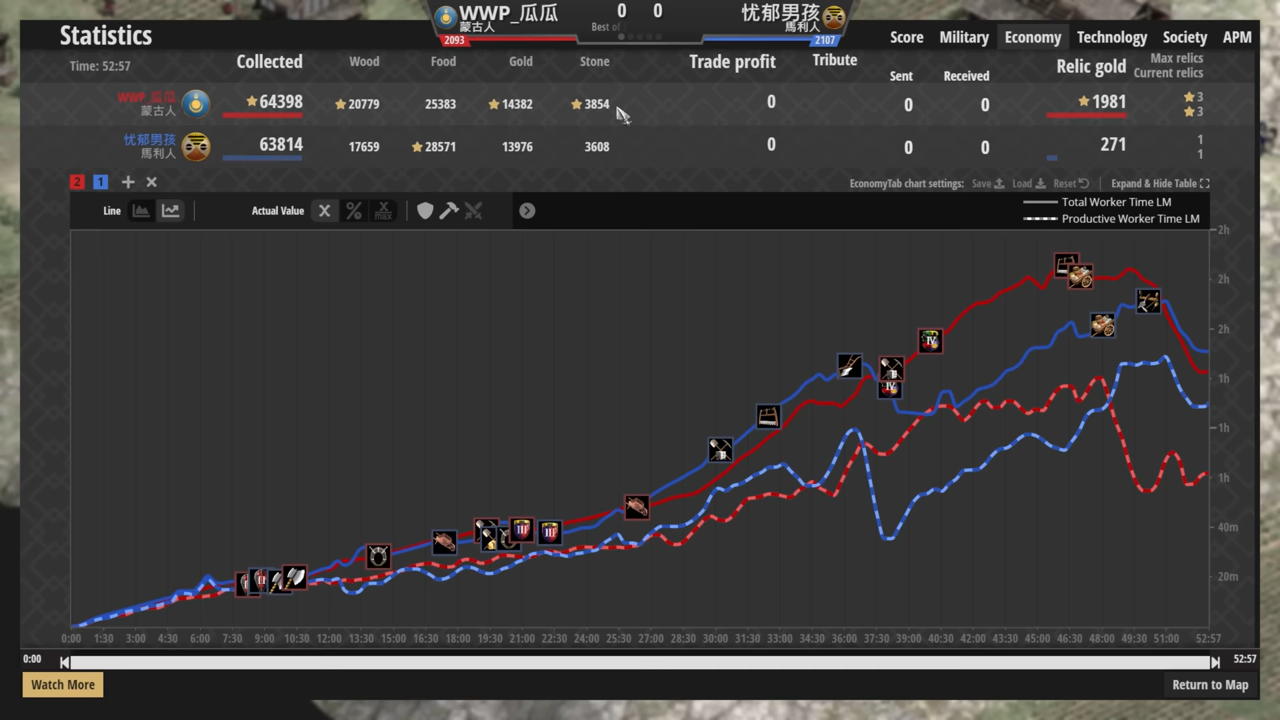 WWP_瓜瓜 0 0 忧郁男孩
蒙古人 Best of 馬利人
2093 2107
Statistics
Score Military Economy Technology Society APM
Time: 52:57
Collected Wood Food Gold Stone Trade profit Tribute Sent Received Relic gold Max relics
Current relics
WWP_瓜瓜
蒙古人
64398 20779 25383 14382 3854 0 0 0 1981 3
3
忧郁男孩
馬利人
63814 17659 28571 13976 3608 0 0 0 271 1
1
2 1
EconomyTab chart settings: Save Load Reset Expand & Hide Table
Line Actual Value X % X
max
Total Worker Time LM
Productive Worker Time LM
2h
2h
2h
1h
1h
1h
40m
20m
IV
IV
III
III
0:00 1:30 3:00 4:30 6:00 7:30 9:00 10:30 12:00 13:30 15:00 16:30 18:00 19:30 21:00 22:30 24:00 25:30 27:00 28:30 30:00 31:30 33:00 34:30 36:00 37:30 39:00 40:30 42:00 43:30 45:00 46:30 48:00 49:30 51:00 52:57
0:00 52:57
Watch More Return to Map